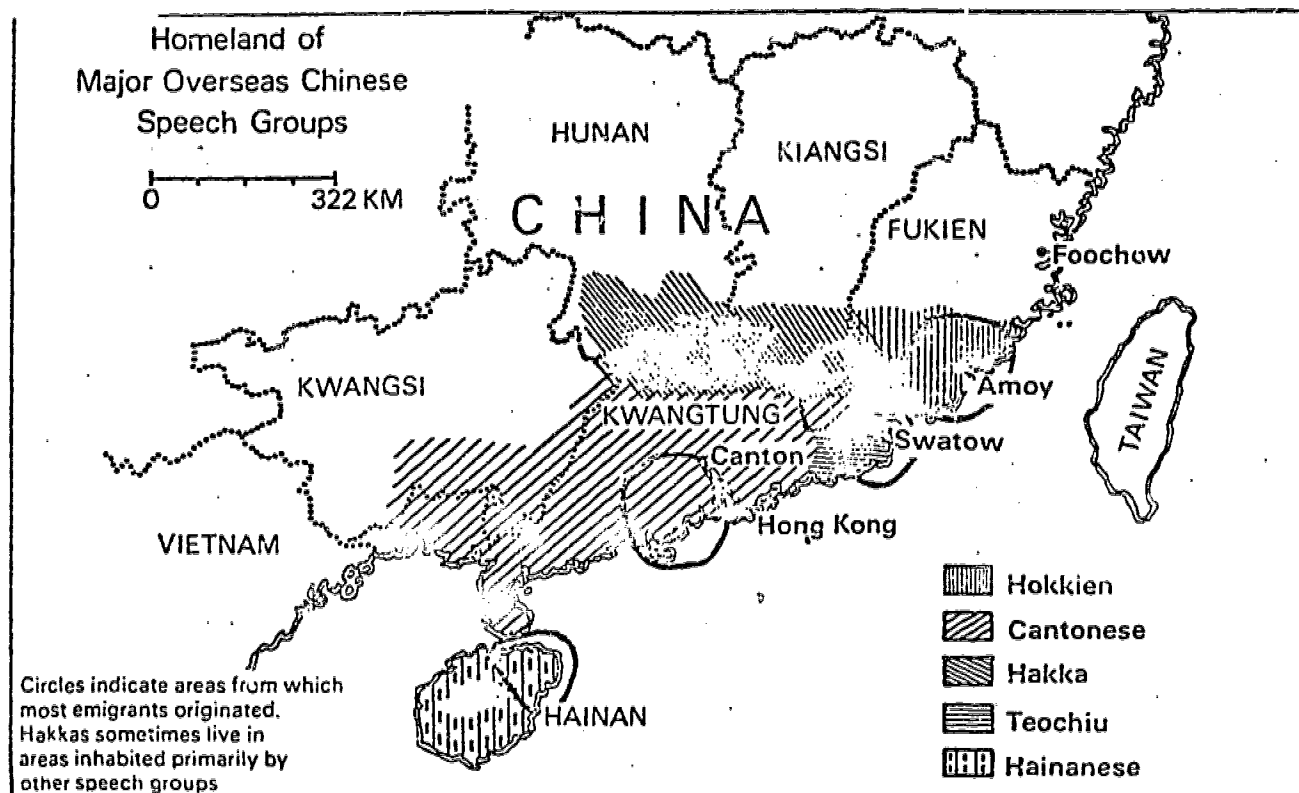 Homeland of
Major Overseas Chinese
Speech Groups
0 322 KM
HUNAN
KIANGSI
CHINA
FUKIEN
Foochow
KWANGSI
KWANGTUNG
Amoy
TAIWAN
Canton
Swatow
VIETNAM
Hong Kong
HAINAN
Hokkien
Cantonese
Hakka
Teochiu
Hainanese
Circles indicate areas from which
most emigrants originated.
Hakkas sometimes live in
areas inhabited primarily by
other speech groups